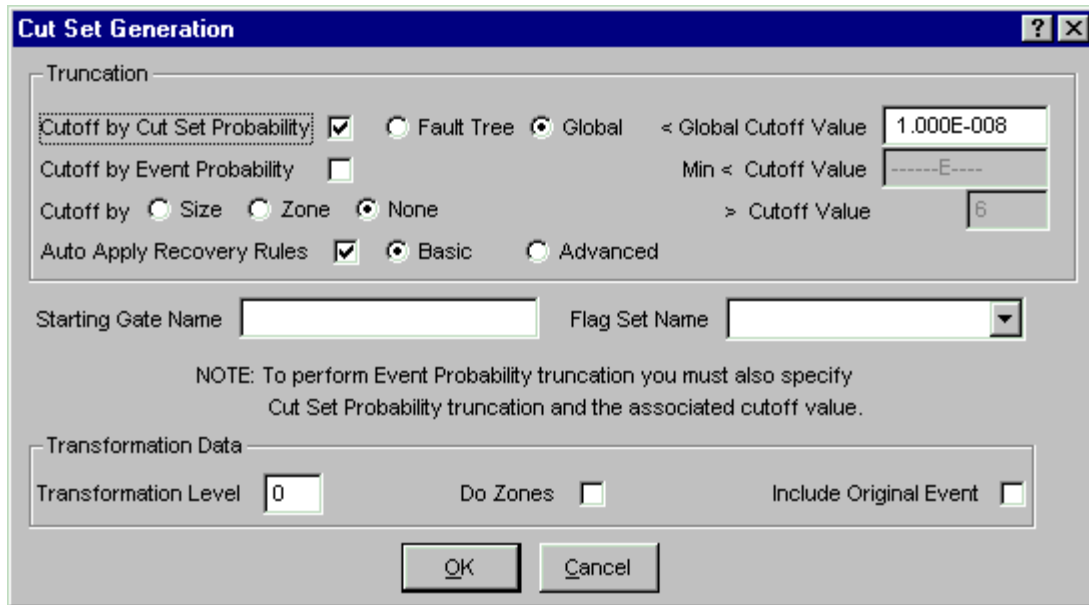 Cut Set Generation
Truncation
Cutoff by Cut Set Probability Fault Tree Global < Global Cutoff Value 1.000E-008
Cutoff by Event Probability Min < Cutoff Value ------E----
Cutoff by Size Zone None > Cutoff Value 6
Auto Apply Recovery Rules Basic Advanced
Starting Gate Name Flag Set Name
NOTE: To perform Event Probability truncation you must also specify
Cut Set Probability truncation and the associated cutoff value.
Transformation Data
Transformation Level 0 Do Zones Include Original Event
OK Cancel